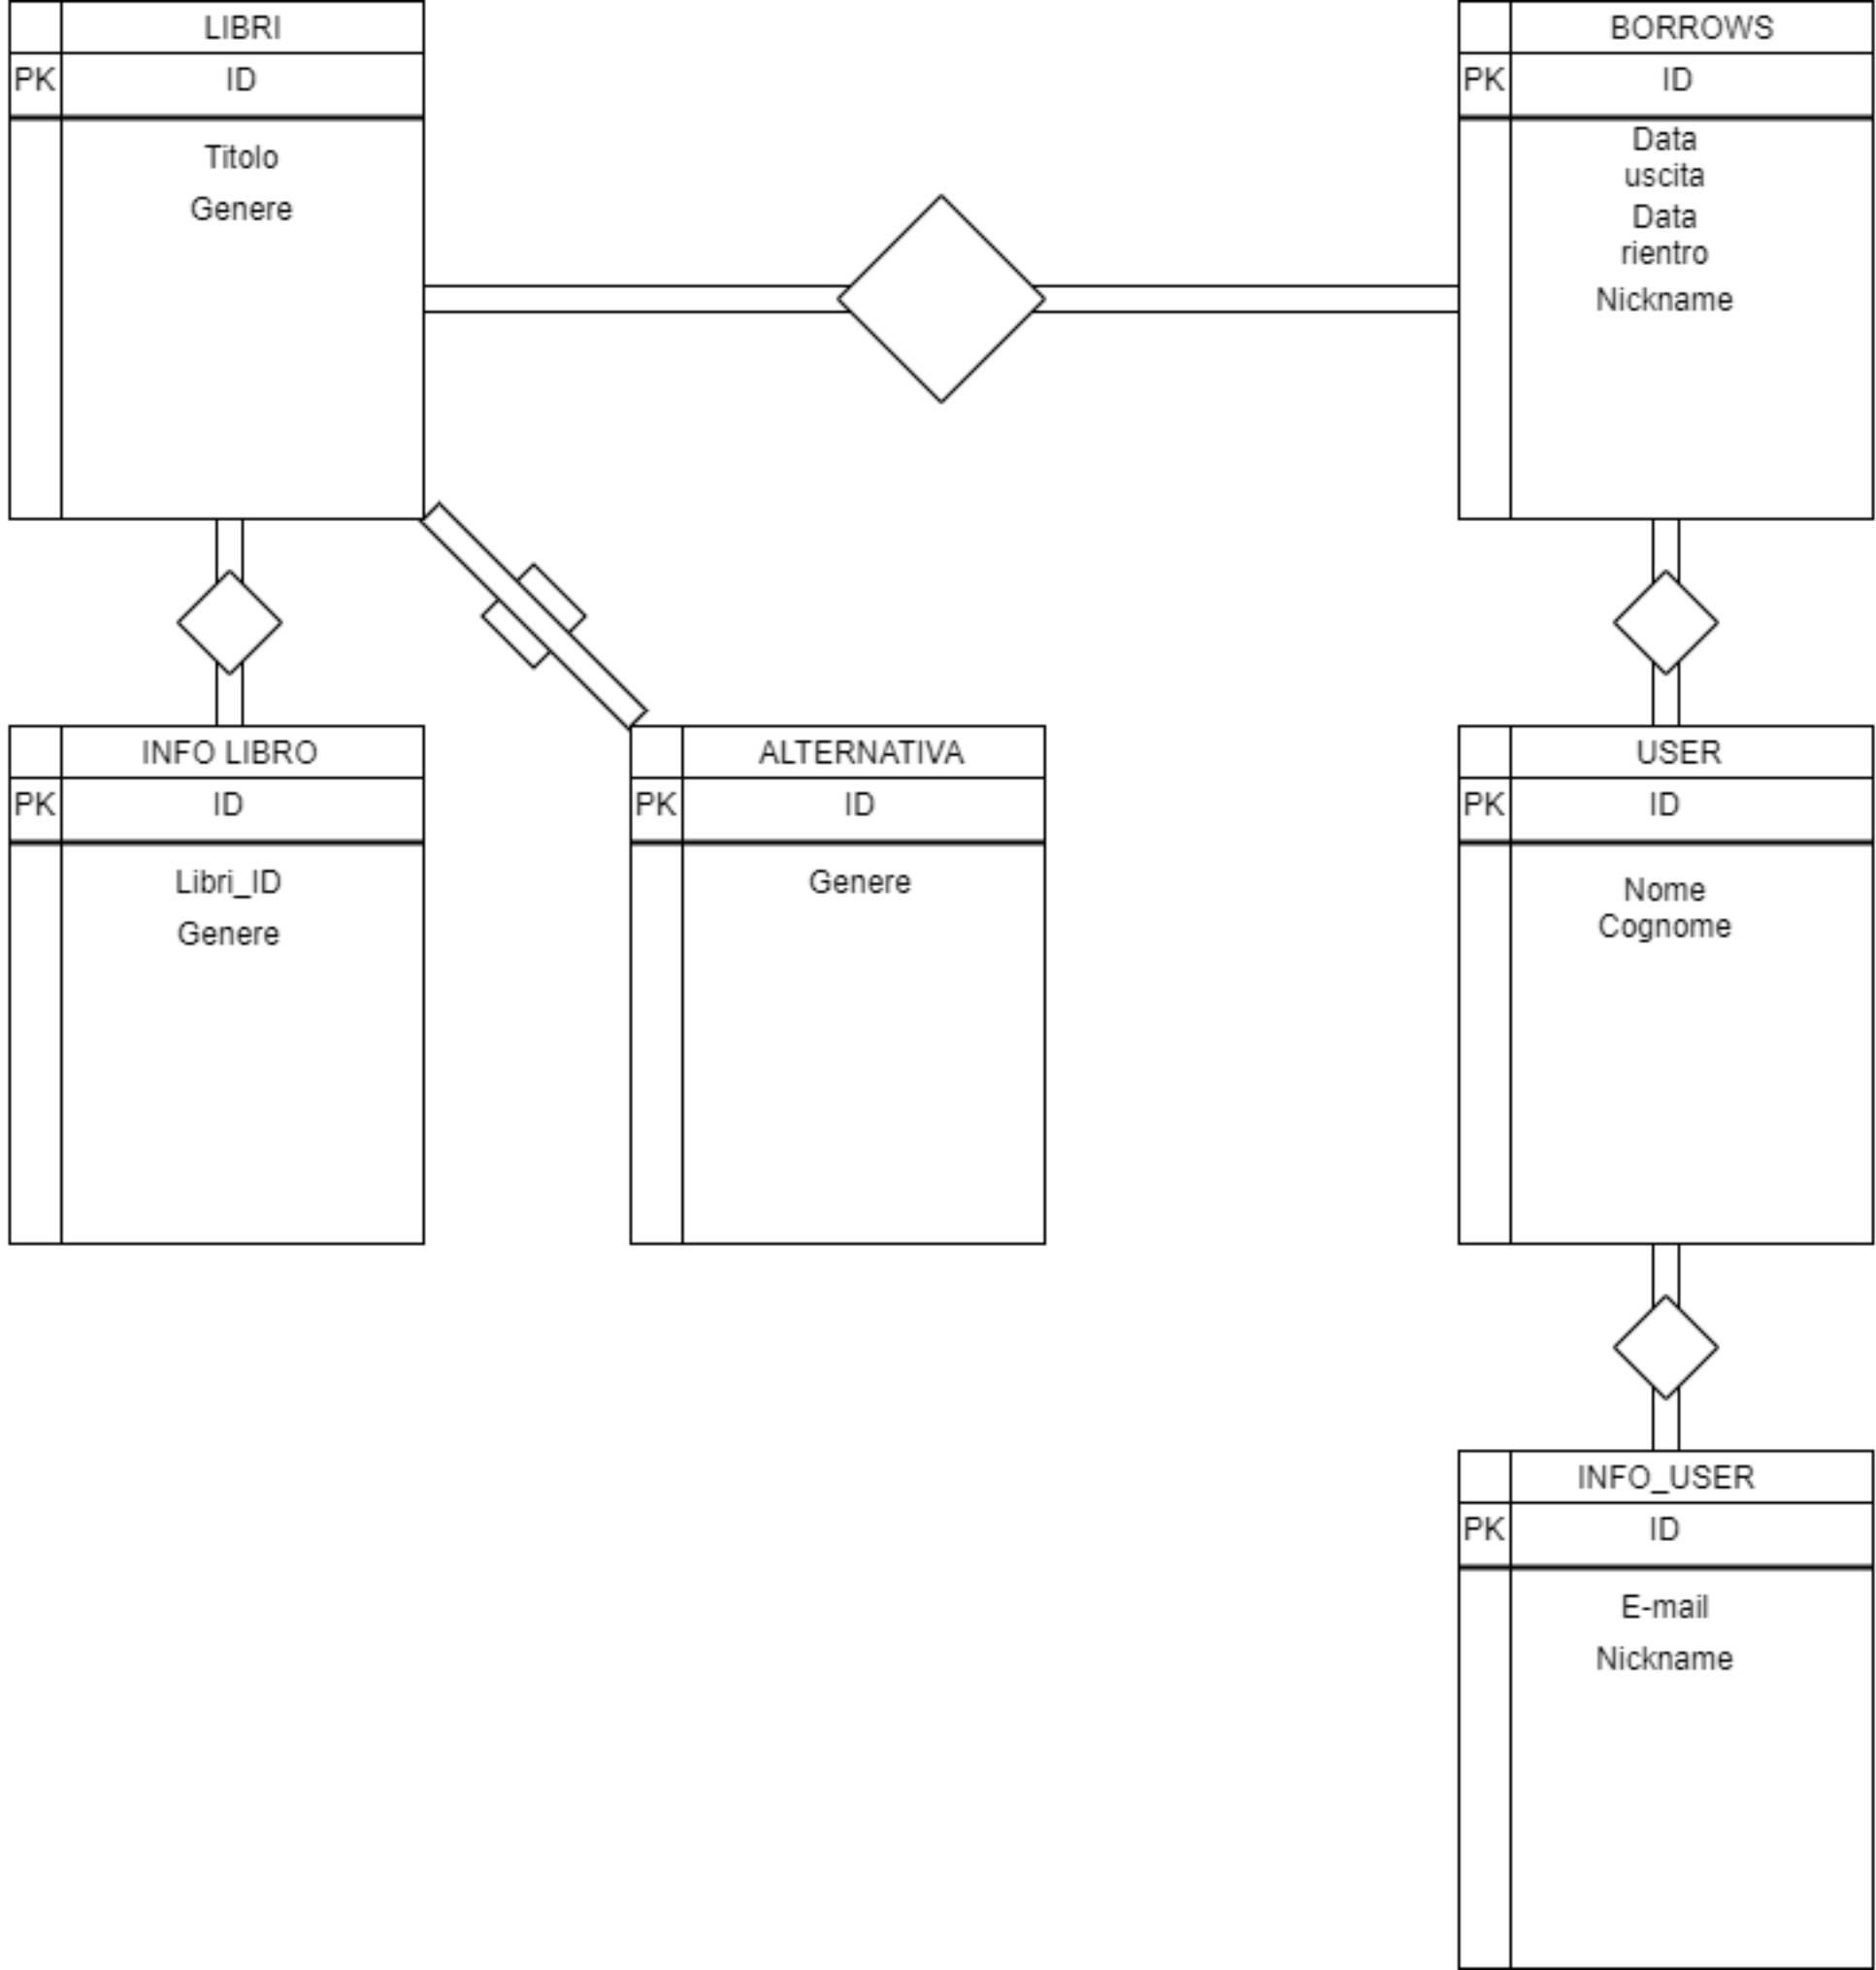 LIBRI
PK
ID
Titolo
Genere
BORROWS
PK
ID
Data
uscita
Data
rientro
Nickname
INFO LIBRO
PK
ID
Libri_ID
Genere
ALTERNATIVA
PK
ID
Genere
USER
PK
ID
Nome
Cognome
INFO_USER
PK
ID
E-mail
Nickname